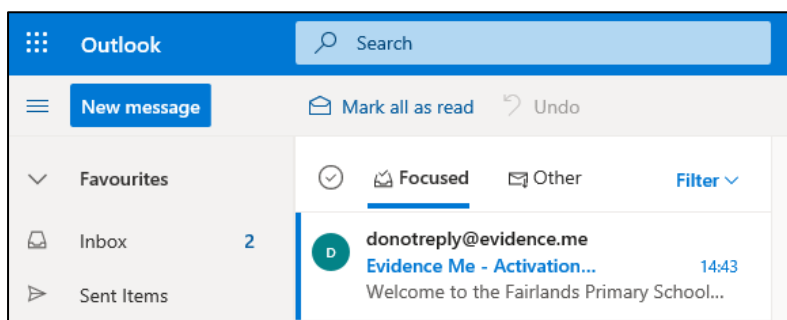 Outlook
Search
New message
Mark all as read
Undo
Favourites
Focused
Other
Filter
Inbox
2
D
donotreply@evidence.me
Evidence Me - Activation...
14:43
Sent Items
Welcome to the Fairlands Primary School...